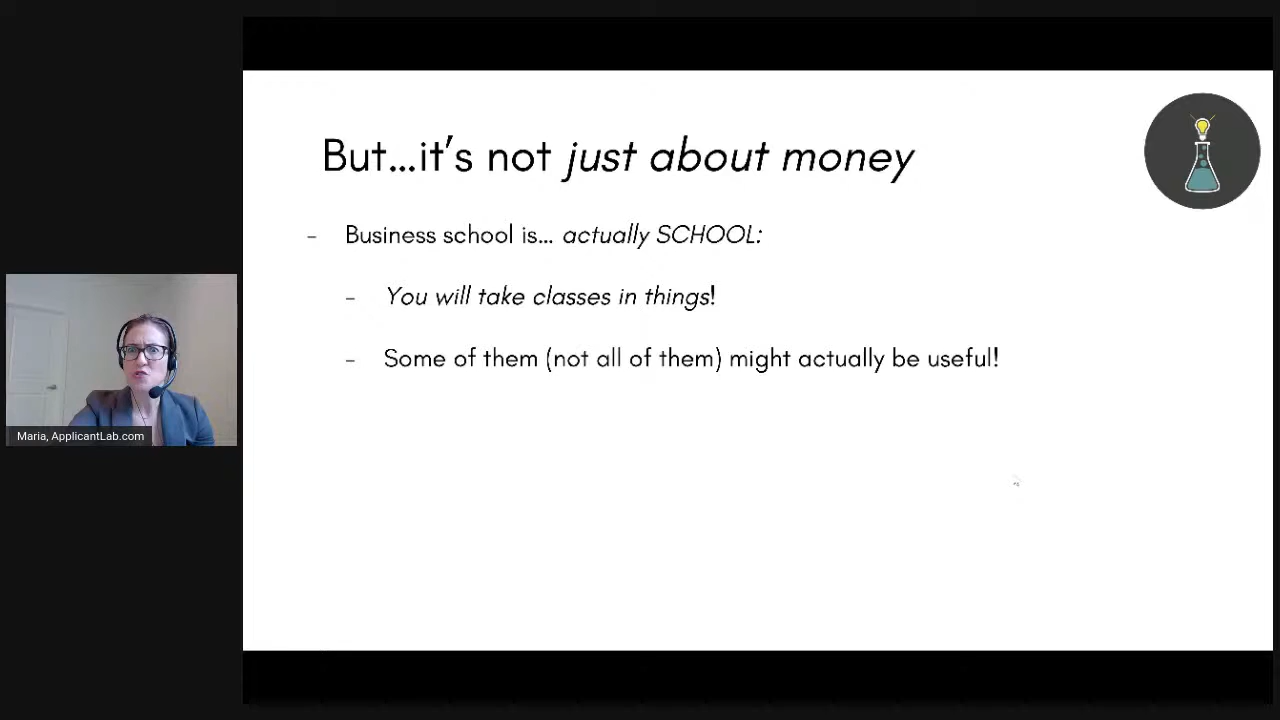 But...it's not just about money
- Business school is... actually SCHOOL:
- You will take classes in things!
- Some of them (not all of them) might actually be useful!
Maria, ApplicantLab.com